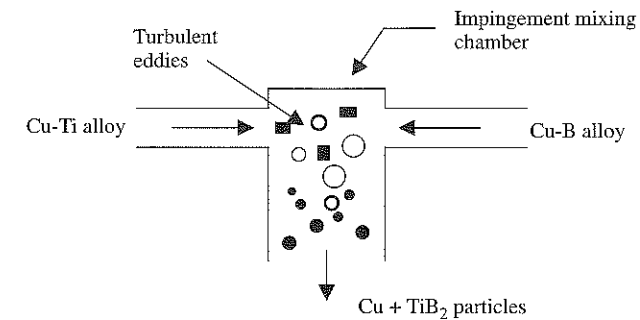 Impingement mixing
chamber
Turbulent
eddies
Cu-Ti alloy
Cu-B alloy
Cu + TiB₂ particles